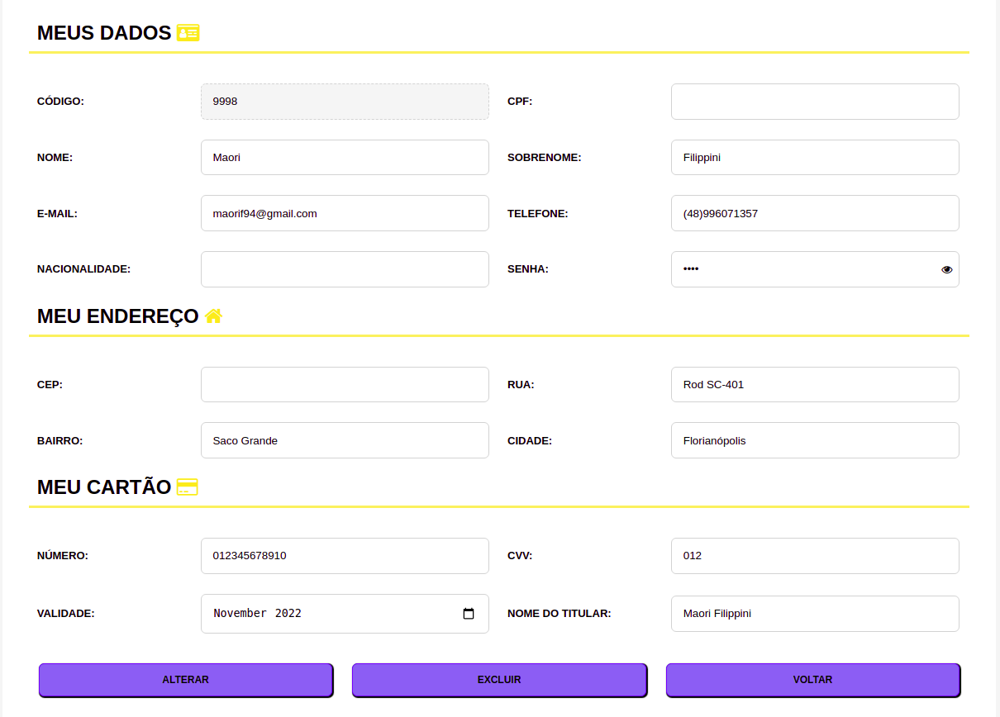 MEUS DADOS
CÓDIGO: 9998 CPF:
NOME: Maori SOBRENOME: Filippini
E-MAIL: maorif94@gmail.com TELEFONE: (48)996071357
NACIONALIDADE: SENHA: ••••
MEU ENDEREÇO
CEP: RUA: Rod SC-401
BAIRRO: Saco Grande CIDADE: Florianópolis
MEU CARTÃO
NÚMERO: 012345678910 CVV: 012
VALIDADE: November 2022 NOME DO TITULAR: Maori Filippini
ALTERAR EXCLUIR VOLTAR